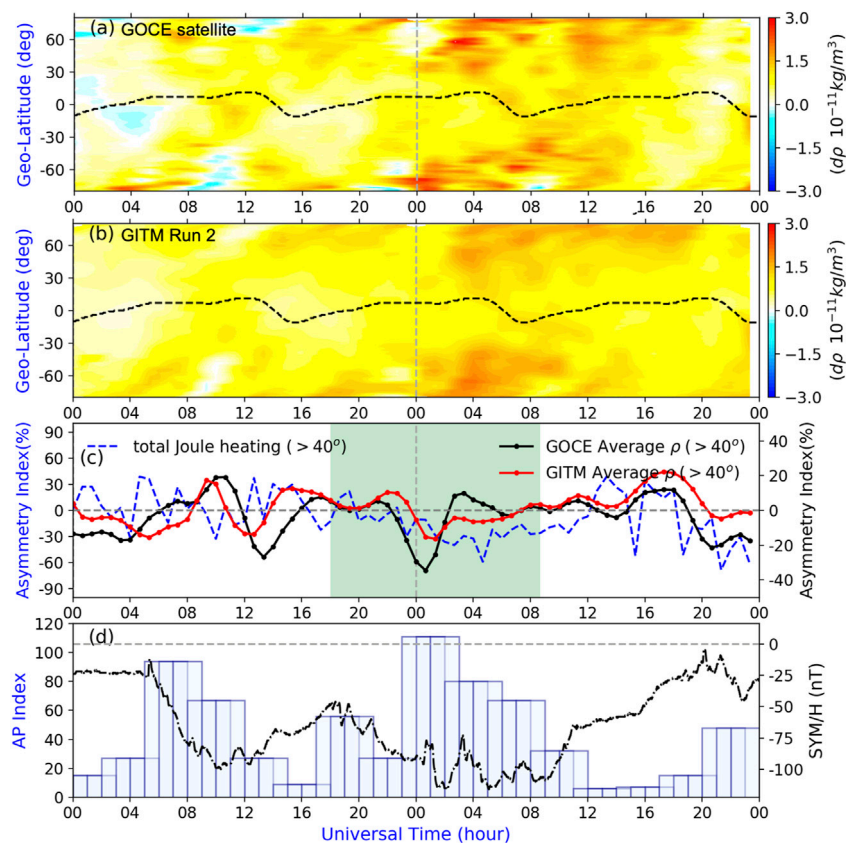 (a) GOCE satellite
Geo-Latitude (deg)
60
30
0
-30
-60
00 04 08 12 16 20 00 04 08 12 16 20 00
3.0
1.5
0.0
−1.5
−3.0
(dρ 10⁻¹¹kg/m³)
(b) GITM Run 2
Geo-Latitude (deg)
60
30
0
-30
-60
00 04 08 12 16 20 00 04 08 12 16 20 00
3.0
1.5
0.0
−1.5
−3.0
(dρ 10⁻¹¹kg/m³)
(c)
total Joule heating (>40°)
GOCE Average ρ (>40°)
GITM Average ρ (>40°)
Asymmetry Index(%)
90
60
30
0
-30
-60
-90
40
20
0
-20
-40
Asymmetry Index(%)
00 04 08 12 16 20 00 04 08 12 16 20 00
(d)
AP Index
120
100
80
60
40
20
0
0
-25
-50
-75
-100
SYM/H (nT)
00 04 08 12 16 20 00 04 08 12 16 20 00
Universal Time (hour)